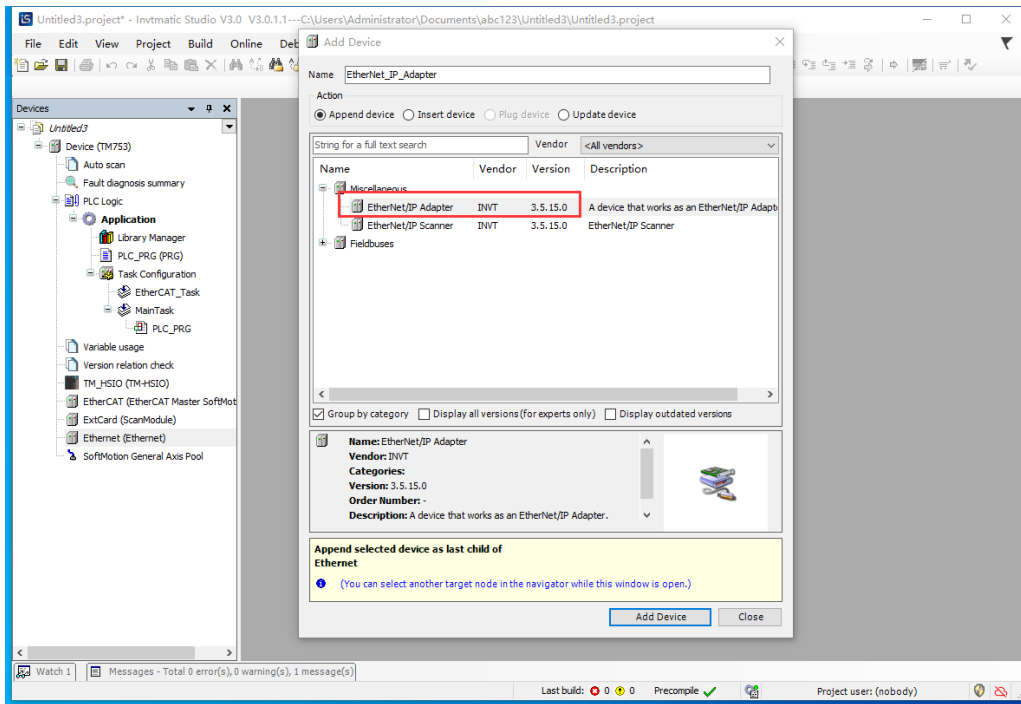 Untitled3.project* - Invtmatic Studio V3.0 V3.0.1.1---C:\Users\Administrator\Documents\abc123\Untitled3\Untitled3.project
File Edit View Project Build Online Deb
Add Device
Name EtherNet_IP_Adapter
Action
Append device Insert device Plug device Update device
String for a full text search Vendor <All vendors>
Name Vendor Version Description
Miscellaneous
EtherNet/IP Adapter INVT 3.5.15.0 A device that works as an EtherNet/IP Adapt
EtherNet/IP Scanner INVT 3.5.15.0 EtherNet/IP Scanner
Fieldbuses
Group by category Display all versions (for experts only) Display outdated versions
Name: EtherNet/IP Adapter
Vendor: INVT
Categories:
Version: 3.5.15.0
Order Number: -
Description: A device that works as an EtherNet/IP Adapter.
Append selected device as last child of
Ethernet
(You can select another target node in the navigator while this window is open.)
Add Device Close
Devices
Untitled3
Device (TM753)
Auto scan
Fault diagnosis summary
PLC Logic
Application
Library Manager
PLC_PRG (PRG)
Task Configuration
EtherCAT_Task
MainTask
PLC_PRG
Variable usage
Version relation check
TM_HSIO (TM-HSIO)
EtherCAT (EtherCAT Master SoftMot
ExtCard (ScanModule)
Ethernet (Ethernet)
SoftMotion General Axis Pool
Watch 1 Messages - Total 0 error(s), 0 warning(s), 1 message(s)
Last build: 0 0 Precompile Project user: (nobody)